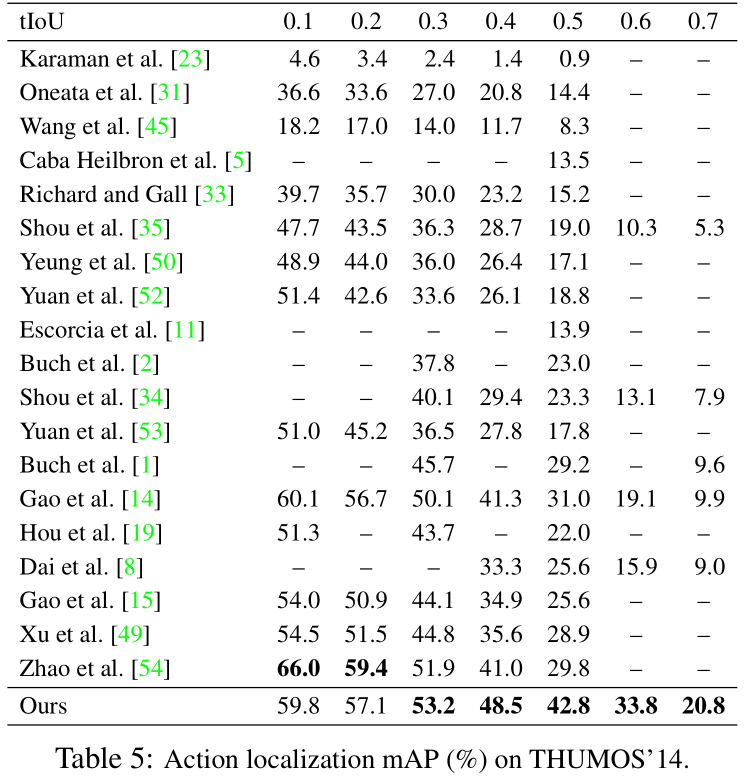 tIoU 0.1 0.2 0.3 0.4 0.5 0.6 0.7
Karaman et al. [23] 4.6 3.4 2.4 1.4 0.9 – –
Oneata et al. [31] 36.6 33.6 27.0 20.8 14.4 – –
Wang et al. [45] 18.2 17.0 14.0 11.7 8.3 – –
Caba Heilbron et al. [5] – – – – 13.5 – –
Richard and Gall [33] 39.7 35.7 30.0 23.2 15.2 – –
Shou et al. [35] 47.7 43.5 36.3 28.7 19.0 10.3 5.3
Yeung et al. [50] 48.9 44.0 36.0 26.4 17.1 – –
Yuan et al. [52] 51.4 42.6 33.6 26.1 18.8 – –
Escorcia et al. [11] – – – – 13.9 – –
Buch et al. [2] – – 37.8 – 23.0 – –
Shou et al. [34] – – 40.1 29.4 23.3 13.1 7.9
Yuan et al. [53] 51.0 45.2 36.5 27.8 17.8 – –
Buch et al. [1] – – 45.7 – 29.2 – 9.6
Gao et al. [14] 60.1 56.7 50.1 41.3 31.0 19.1 9.9
Hou et al. [19] 51.3 – 43.7 – 22.0 – –
Dai et al. [8] – – – 33.3 25.6 15.9 9.0
Gao et al. [15] 54.0 50.9 44.1 34.9 25.6 – –
Xu et al. [49] 54.5 51.5 44.8 35.6 28.9 – –
Zhao et al. [54] 66.0 59.4 51.9 41.0 29.8 – –
Ours 59.8 57.1 53.2 48.5 42.8 33.8 20.8
Table 5: Action localization mAP (%) on THUMOS'14.